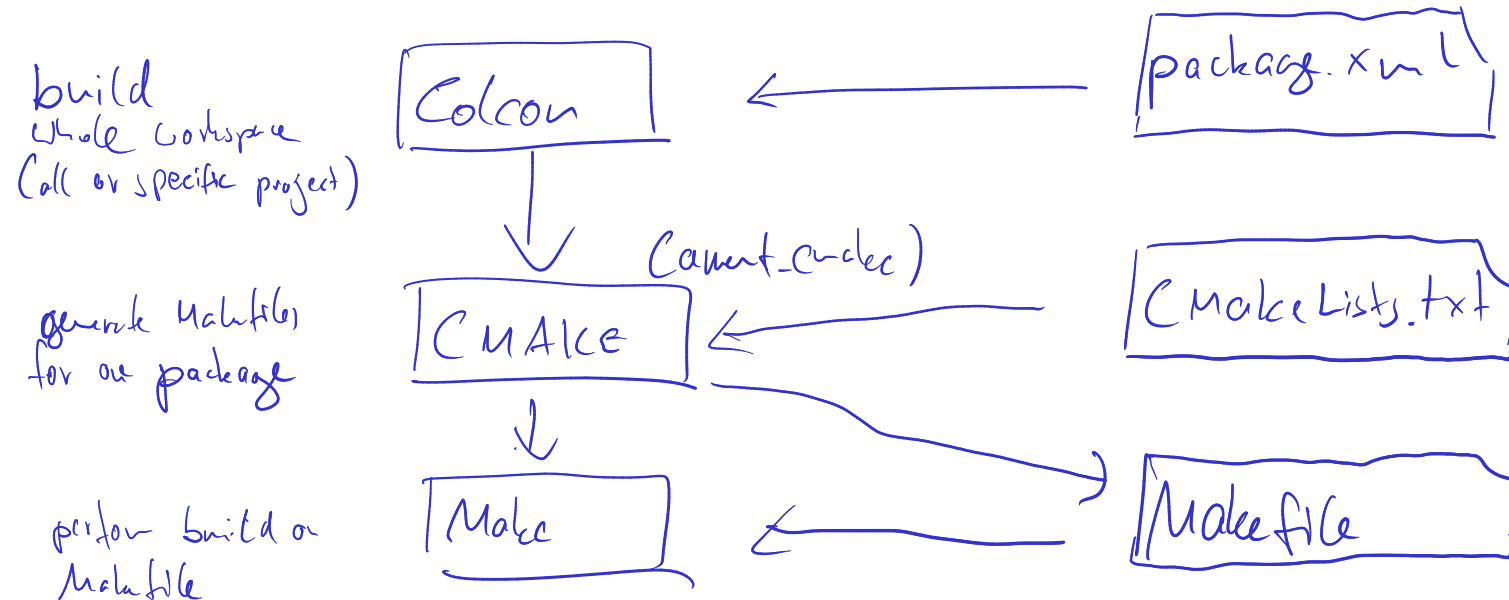 build
whole workspace
(all or specific project)
Colcon
package.xml
(ament_cmake)
generate Makefiles
for one package
CMAKE
CMakeLists.txt
perform build on
Makefile
Make
Makefile